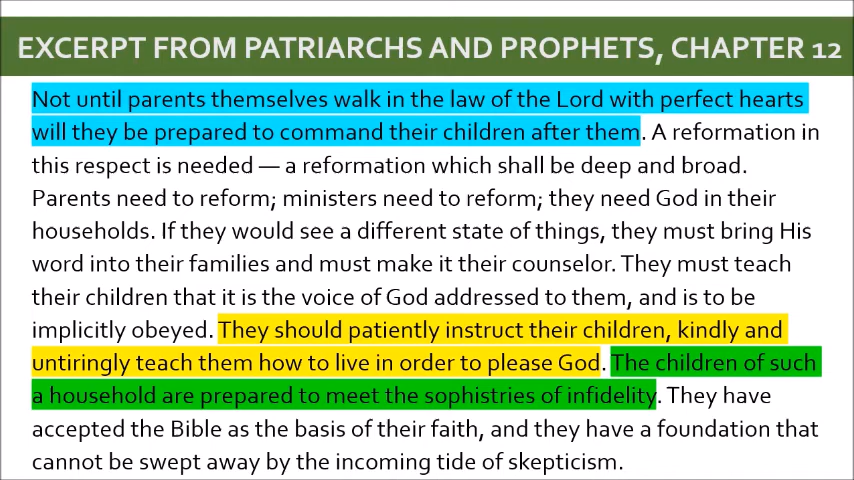 EXCERPT FROM PATRIARCHS AND PROPHETS, CHAPTER 12
Not until parents themselves walk in the law of the Lord with perfect hearts
will they be prepared to command their children after them. A reformation in
this respect is needed — a reformation which shall be deep and broad.
Parents need to reform; ministers need to reform; they need God in their
households. If they would see a different state of things, they must bring His
word into their families and must make it their counselor. They must teach
their children that it is the voice of God addressed to them, and is to be
implicitly obeyed. They should patiently instruct their children, kindly and
untiringly teach them how to live in order to please God. The children of such
a household are prepared to meet the sophistries of infidelity. They have
accepted the Bible as the basis of their faith, and they have a foundation that
cannot be swept away by the incoming tide of skepticism.